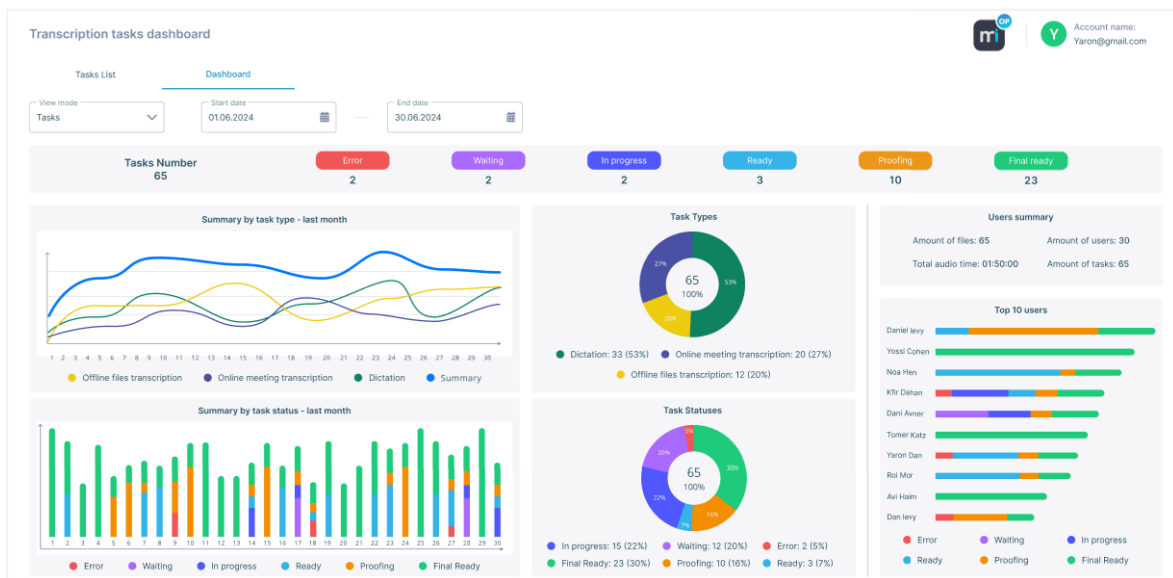 Transcription tasks dashboard
mi
OP
Y
Account name:
Yaron@gmail.com
Tasks List
Dashboard
View mode
Tasks
Start date
01.06.2024
End date
30.06.2024
Tasks Number
65
Error
2
Waiting
2
In progress
2
Ready
3
Proofing
10
Final ready
23
Summary by task type - last month
1 2 3 4 5 6 7 8 9 10 11 12 13 14 15 16 17 18 19 20 21 22 23 24 25 26 27 28 29 30
Offline files transcription
Online meeting transcription
Dictation
Summary
Task Types
27%
53%
20%
65
100%
Dictation: 33 (53%)
Online meeting transcription: 20 (27%)
Offline files transcription: 12 (20%)
Users summary
Amount of files: 65
Amount of users: 30
Total audio time: 01:50:00
Amount of tasks: 65
Summary by task status - last month
1 2 3 4 5 6 7 8 9 10 11 12 13 14 15 16 17 18 19 20 21 22 23 24 25 26 27 28 29 30
Error
Waiting
In progress
Ready
Proofing
Final Ready
Task Statuses
5%
20%
30%
22%
16%
7%
65
100%
In progress: 15 (22%)
Waiting: 12 (20%)
Error: 2 (5%)
Final Ready: 23 (30%)
Proofing: 10 (16%)
Ready: 3 (7%)
Top 10 users
Daniel levy
Yossi Cohen
Noa Hen
Kfir Dahan
Dani Avner
Tomer Katz
Yaron Dan
Roi Mor
Avi Haim
Dan levy
Error
Waiting
In progress
Ready
Proofing
Final Ready